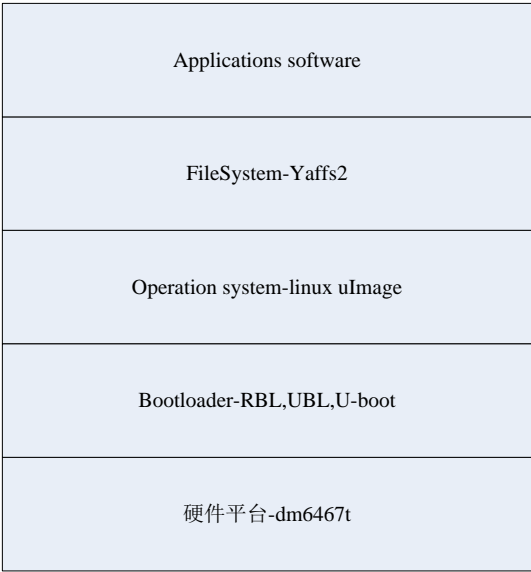 Applications software
FileSystem-Yaffs2
Operation system-linux uImage
Bootloader-RBL,UBL,U-boot
硬件平台-dm6467t